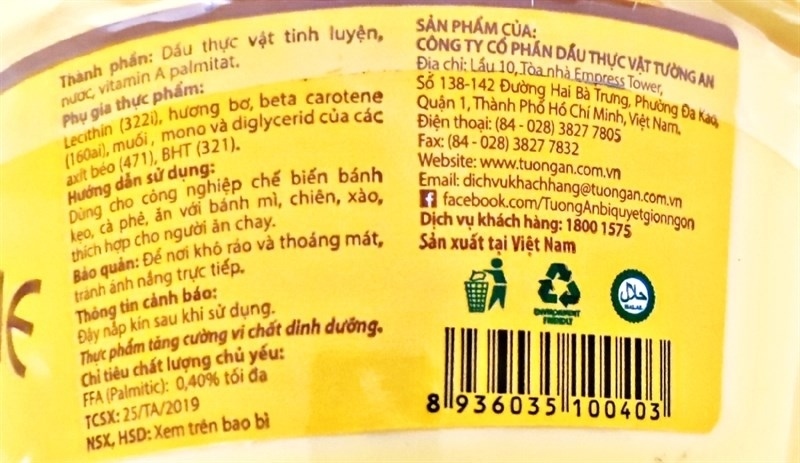 Thành phần: Dầu thực vật tinh luyện,
nước, vitamin A palmitat.
Phụ gia thực phẩm:
Lecithin (322i), hương bơ, beta carotene
(160ai), muối, mono và diglycerid của các
axít béo (471), BHT (321).
Hướng dẫn sử dụng:
Dùng cho công nghiệp chế biến bánh
kẹo, cà phê, ăn với bánh mì, chiên, xào,
thích hợp cho người ăn chay.
Bảo quản: Để nơi khô ráo và thoáng mát,
tránh ánh nắng trực tiếp.
Thông tin cảnh báo:
Đậy nắp kín sau khi sử dụng.
Thực phẩm tăng cường vi chất dinh dưỡng.
Chỉ tiêu chất lượng chủ yếu:
FFA (Palmitic): 0,40% tối đa
TCSX: 25/TA/2019
NSX, HSD: Xem trên bao bì
SẢN PHẨM CỦA:
CÔNG TY CỔ PHẦN DẦU THỰC VẬT TƯỜNG AN
Địa chỉ: Lầu 10, Tòa nhà Empress Tower,
Số 138-142 Đường Hai Bà Trưng, Phường Đa Kao,
Quận 1, Thành Phố Hồ Chí Minh, Việt Nam.
Điện thoại: (84 - 028) 3827 7805
Fax: (84 - 028) 3827 7832
Website: www.tuongan.com.vn
Email: dichvukhachhang@tuongan.com.vn
f facebook.com/TuongAnbiquyetgionngon
Dịch vụ khách hàng: 1800 1575
Sản xuất tại Việt Nam
ENVIRONMENT
FRIENDLY
حلال
HALAL
8 936035 100403